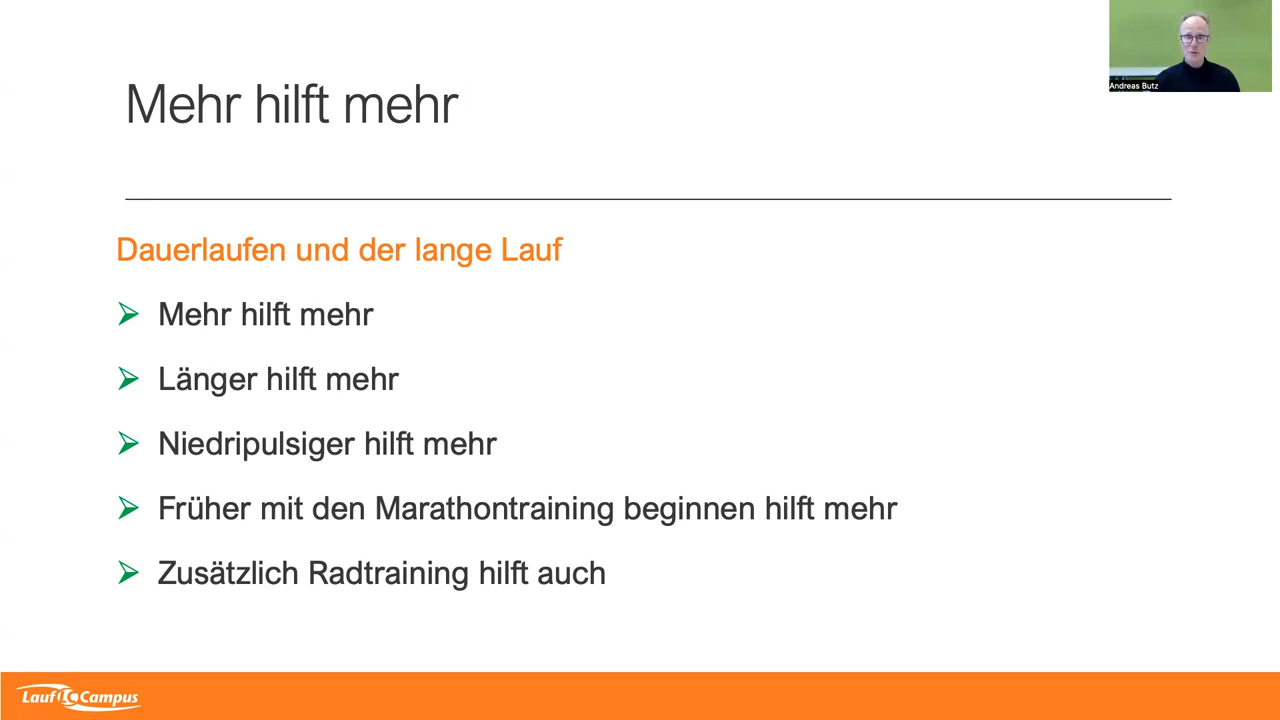 Mehr hilft mehr
Andreas Butz
Dauerlaufen und der lange Lauf
Mehr hilft mehr
Länger hilft mehr
Niedripulsiger hilft mehr
Früher mit den Marathontraining beginnen hilft mehr
Zusätzlich Radtraining hilft auch
Lauf LC Campus